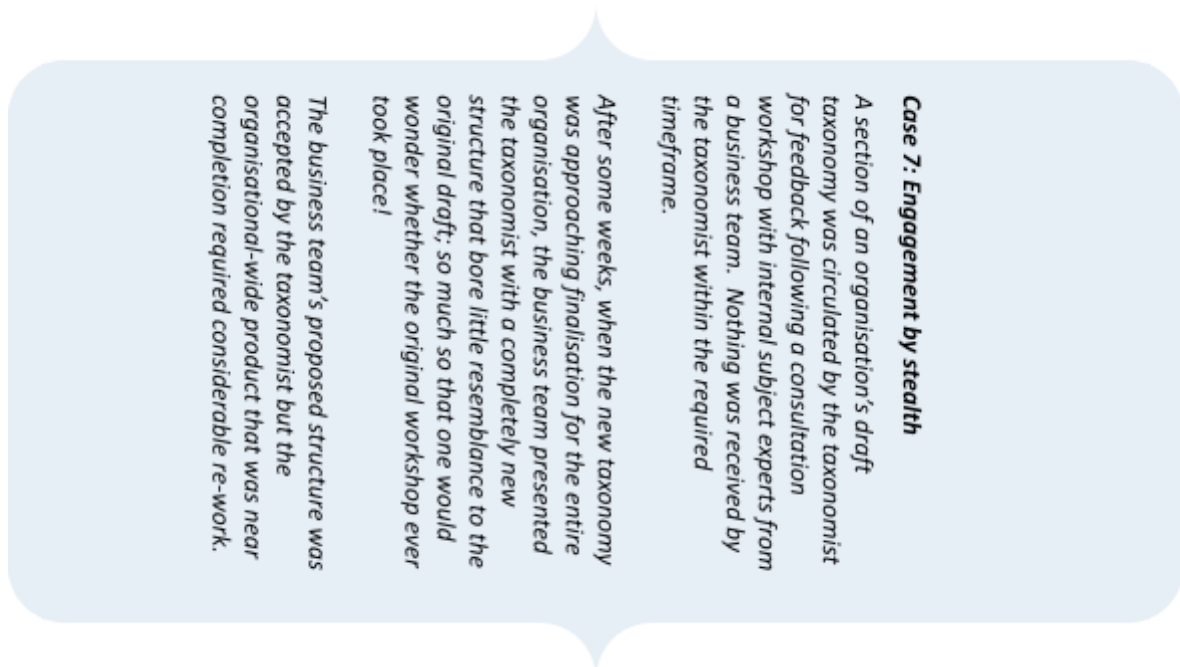 Case 7: Engagement by stealth
A section of an organisation's draft
taxonomy was circulated by the taxonomist
for feedback following a consultation
workshop with internal subject experts from
a business team.  Nothing was received by
the taxonomist within the required
timeframe.
After some weeks, when the new taxonomy
was approaching finalisation for the entire
organisation, the business team presented
the taxonomist with a completely new
structure that bore little resemblance to the
original draft; so much so that one would
wonder whether the original workshop ever
took place!
The business team's proposed structure was
accepted by the taxonomist but the
organisational-wide product that was near
completion required considerable re-work.